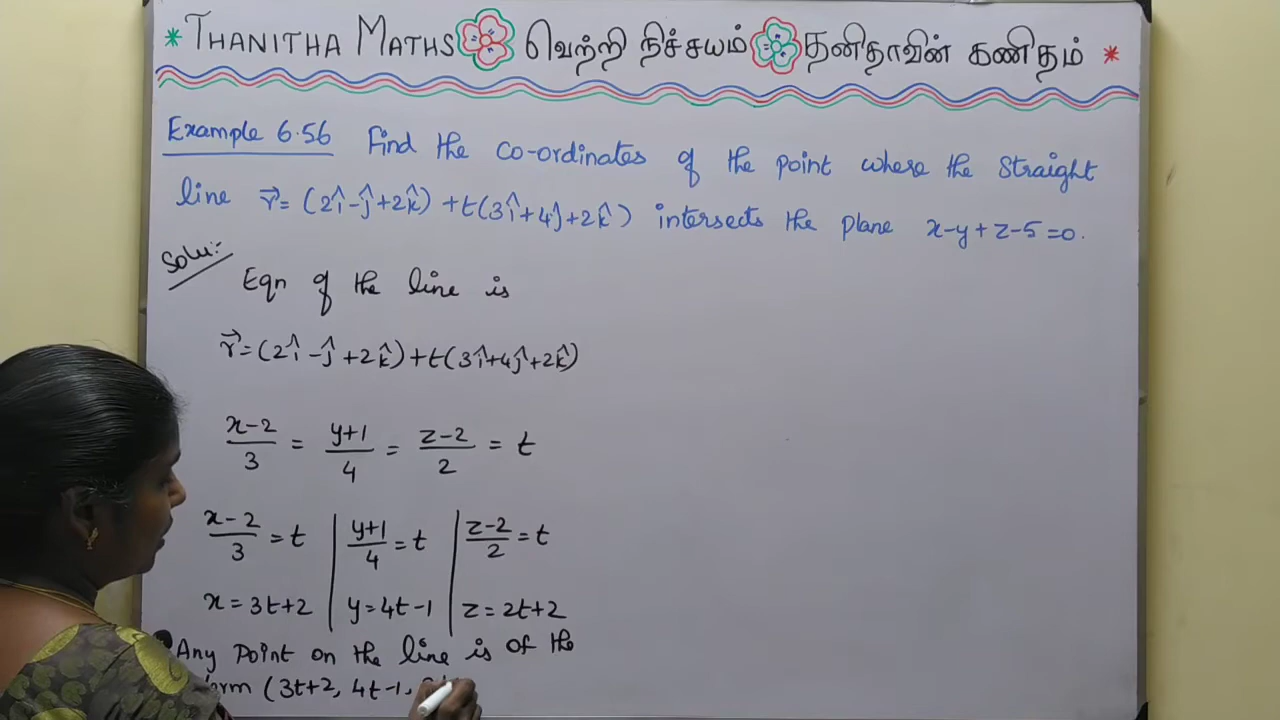 * THANITHA MATHS வெற்றி நிச்சயம் தனிதாவின் கணிதம் *
Example 6.56 Find the co-ordinates of the point where the straight
line r⃗ = (2î-ĵ+2k̂) + t(3î+4ĵ+2k̂) intersects the plane x-y+z-5=0.
Solu:-
Eqn of the line is
r⃗ = (2î-ĵ+2k̂) + t(3î+4ĵ+2k̂)
x-2/3 = y+1/4 = z-2/2 = t
x-2/3 = t | y+1/4 = t | z-2/2 = t
x = 3t+2 | y = 4t-1 | z = 2t+2
Any point on the line is of the
(3t+2, 4t-1,